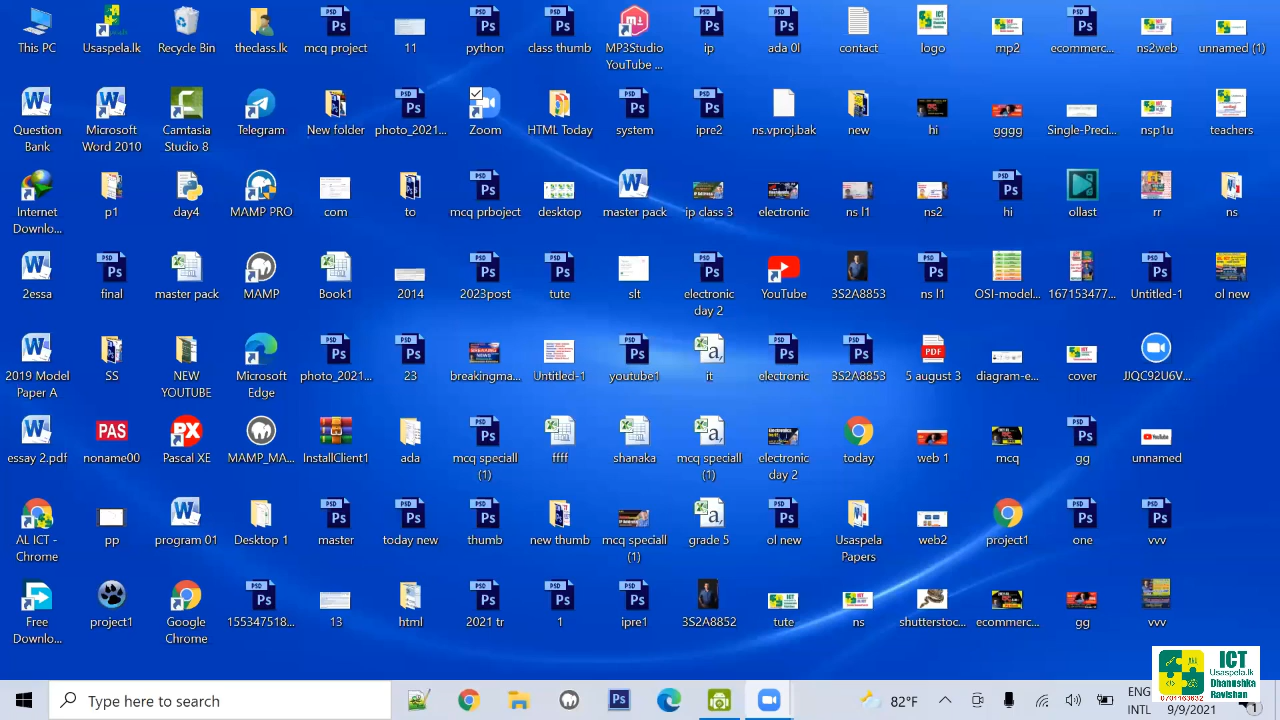 This PC
Usaspela.lk
Recycle Bin
theclass.lk
mcq project
11
python
class thumb
MP3Studio
YouTube ...
ip
ada 0l
contact
logo
mp2
ecommerc...
ns2web
unnamed (1)
Question
Bank
Microsoft
Word 2010
Camtasia
Studio 8
Telegram
New folder
photo_2021...
Zoom
HTML Today
system
ipre2
ns.vproj.bak
new
hi
gggg
Single-Preci...
nsp1u
teachers
Internet
Downlo...
p1
day4
MAMP PRO
com
to
mcq prboject
desktop
master pack
ip class 3
electronic
ns l1
ns2
hi
ollast
rr
ns
2essa
final
master pack
MAMP
Book1
2014
2023post
tute
slt
electronic
day 2
YouTube
3S2A8853
ns l1
OSI-model...
167153477...
Untitled-1
ol new
2019 Model
Paper A
SS
NEW
YOUTUBE
Microsoft
Edge
photo_2021...
23
breakingma...
Untitled-1
youtube1
it
electronic
3S2A8853
5 august 3
diagram-e...
cover
JIQC92U6V...
essay 2.pdf
noname00
Pascal XE
MAMP_MA...
InstallClient1
ada
mcq speciall
(1)
ffff
shanaka
mcq speciall
(1)
electronic
day 2
today
web 1
mcq
gg
unnamed
AL ICT -
Chrome
pp
program 01
Desktop 1
master
today new
thumb
new thumb
mcq speciall
(1)
grade 5
ol new
Usaspela
Papers
web2
project1
one
vvv
Free
Downlo...
project1
Google
Chrome
155347518...
13
html
2021 tr
1
ipre1
3S2A8852
tute
ns
shutterstoc...
ecommerc...
gg
vvv
ICT
Usaspela.lk
Dhanushka
Ravishan
Type here to search
82°F
ENG
INTL
9/9/2021